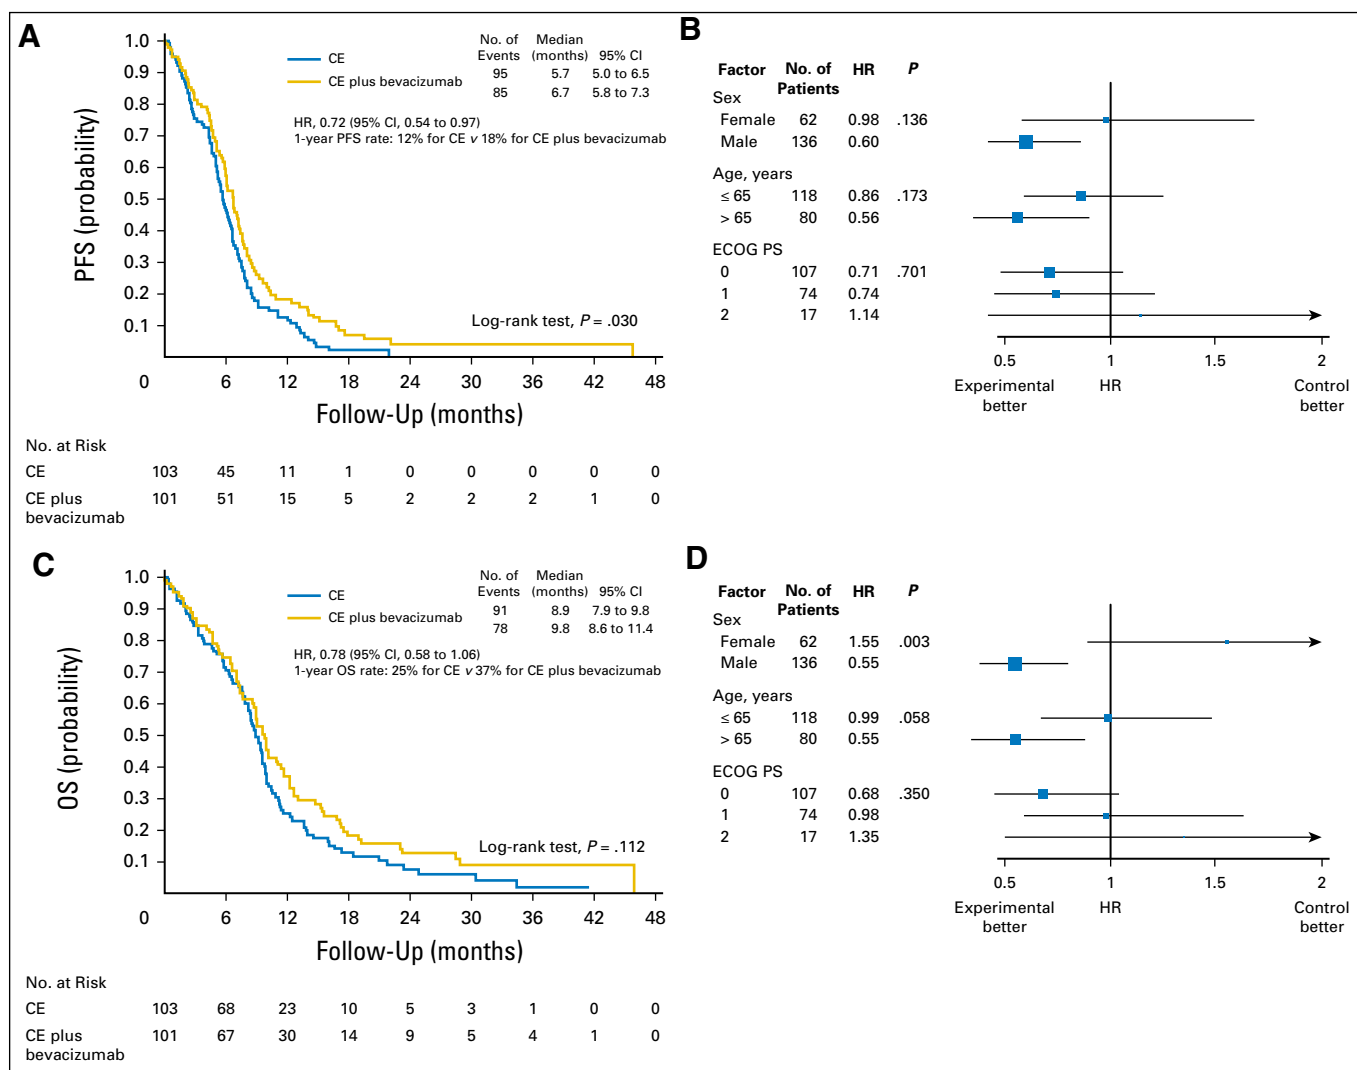 A
PFS (probability)
1.0
0.9
0.8
0.7
0.6
0.5
0.4
0.3
0.2
0.1
CE
CE plus bevacizumab
No. of Events Median (months) 95% CI
95 5.7 5.0 to 6.5
85 6.7 5.8 to 7.3
HR, 0.72 (95% CI, 0.54 to 0.97)
1-year PFS rate: 12% for CE v 18% for CE plus bevacizumab
Log-rank test, P = .030
0 6 12 18 24 30 36 42 48
Follow-Up (months)
No. at Risk
CE 103 45 11 1 0 0 0 0 0
CE plus bevacizumab 101 51 15 5 2 2 2 1 0
B
Factor No. of Patients HR P
Sex
Female 62 0.98 .136
Male 136 0.60
Age, years
≤ 65 118 0.86 .173
> 65 80 0.56
ECOG PS
0 107 0.71 .701
1 74 0.74
2 17 1.14
0.5 1 1.5 2
Experimental better HR Control better
C
OS (probability)
1.0
0.9
0.8
0.7
0.6
0.5
0.4
0.3
0.2
0.1
CE
CE plus bevacizumab
No. of Events Median (months) 95% CI
91 8.9 7.9 to 9.8
78 9.8 8.6 to 11.4
HR, 0.78 (95% CI, 0.58 to 1.06)
1-year OS rate: 25% for CE v 37% for CE plus bevacizumab
Log-rank test, P = .112
0 6 12 18 24 30 36 42 48
Follow-Up (months)
No. at Risk
CE 103 68 23 10 5 3 1 0 0
CE plus bevacizumab 101 67 30 14 9 5 4 1 0
D
Factor No. of Patients HR P
Sex
Female 62 1.55 .003
Male 136 0.55
Age, years
≤ 65 118 0.99 .058
> 65 80 0.55
ECOG PS
0 107 0.68 .350
1 74 0.98
2 17 1.35
0.5 1 1.5 2
Experimental better HR Control better